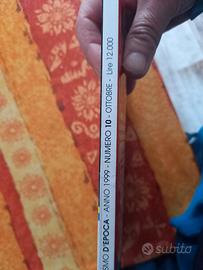 SMO D'EPOCA - ANNO 1999 - NUMERO 10 - OTTOBRE - Lire 12.000
subito